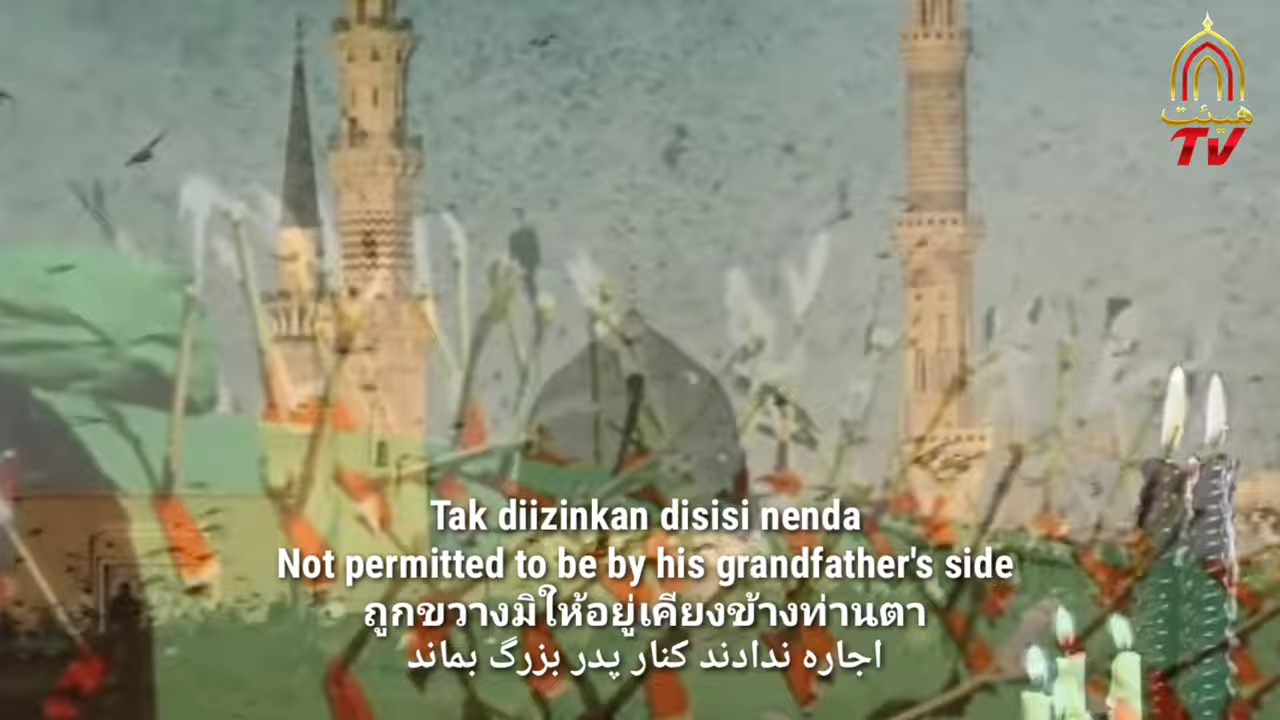 هیئت
TV
Tak diizinkan disisi nenda
Not permitted to be by his grandfather's side
ถูกขวางมิให้อยู่เคียงข้างท่านตา
اجاره ندادند کنار پدر بزرگ بماند